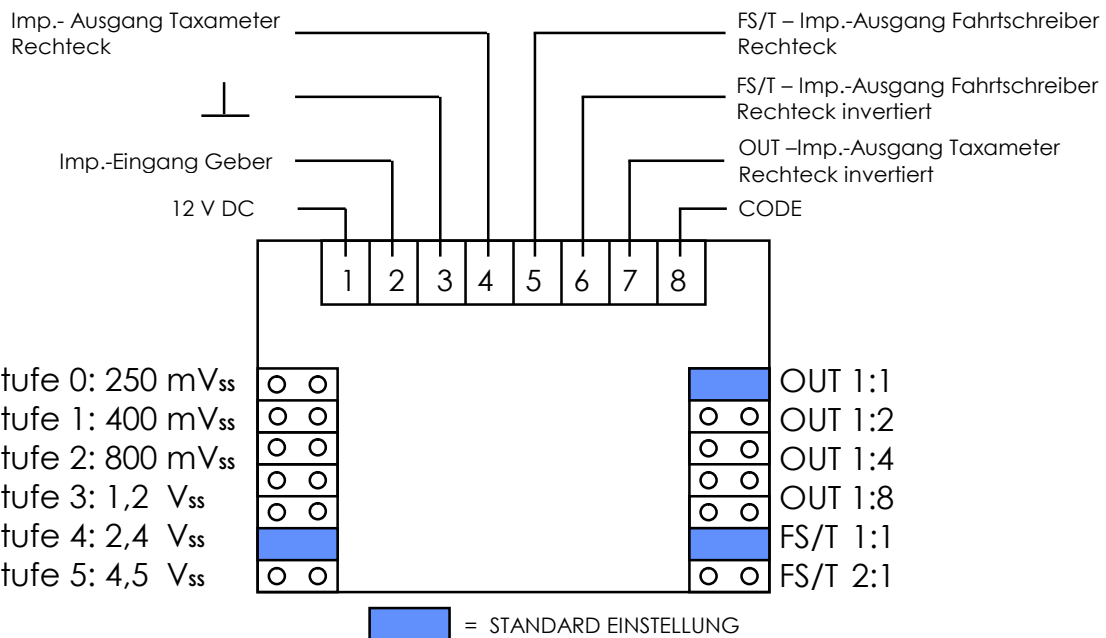 Imp.- Ausgang Taxameter
Rechteck
FS/T – Imp.-Ausgang Fahrtschreiber
Rechteck
FS/T – Imp.-Ausgang Fahrtschreiber
Rechteck invertiert
Imp.-Eingang Geber
OUT –Imp.-Ausgang Taxameter
Rechteck invertiert
12 V DC
CODE
1 2 3 4 5 6 7 8
tufe 0: 250 mVss
tufe 1: 400 mVss
tufe 2: 800 mVss
tufe 3: 1,2 Vss
tufe 4: 2,4 Vss
tufe 5: 4,5 Vss
OUT 1:1
OUT 1:2
OUT 1:4
OUT 1:8
FS/T 1:1
FS/T 2:1
= STANDARD EINSTELLUNG